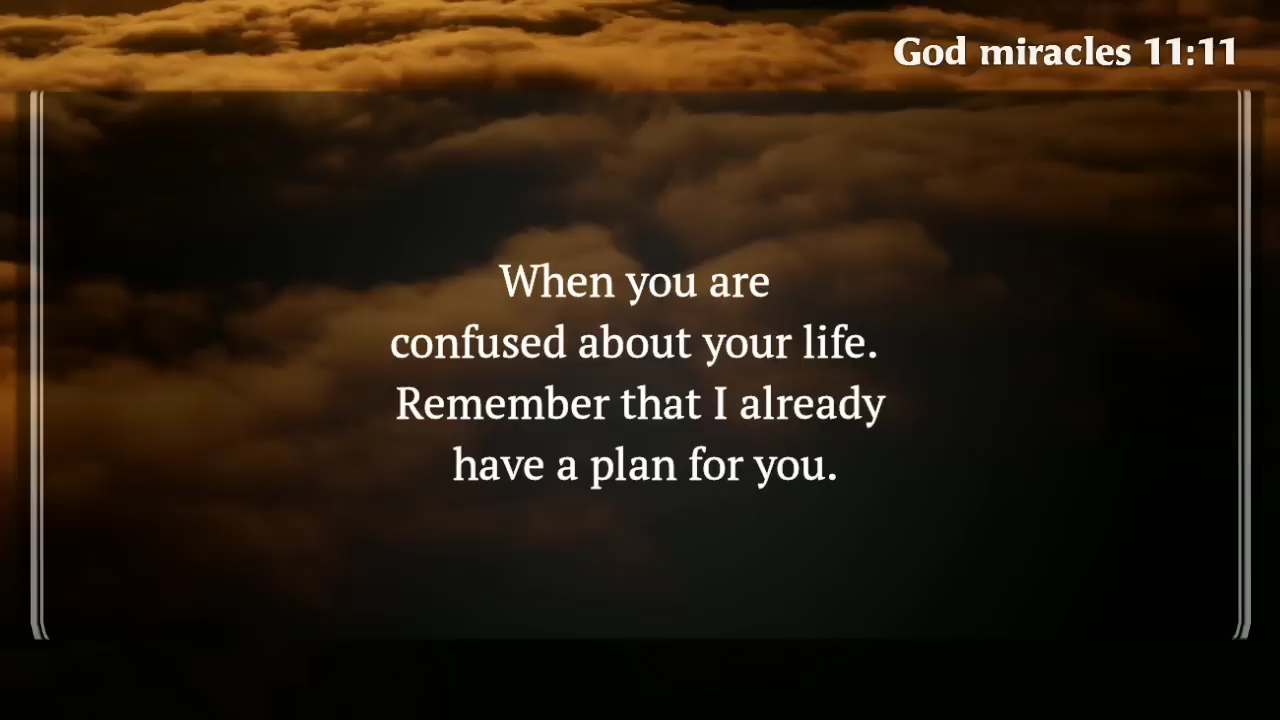 God miracles 11:11
When you are
confused about your life.
Remember that I already
have a plan for you.